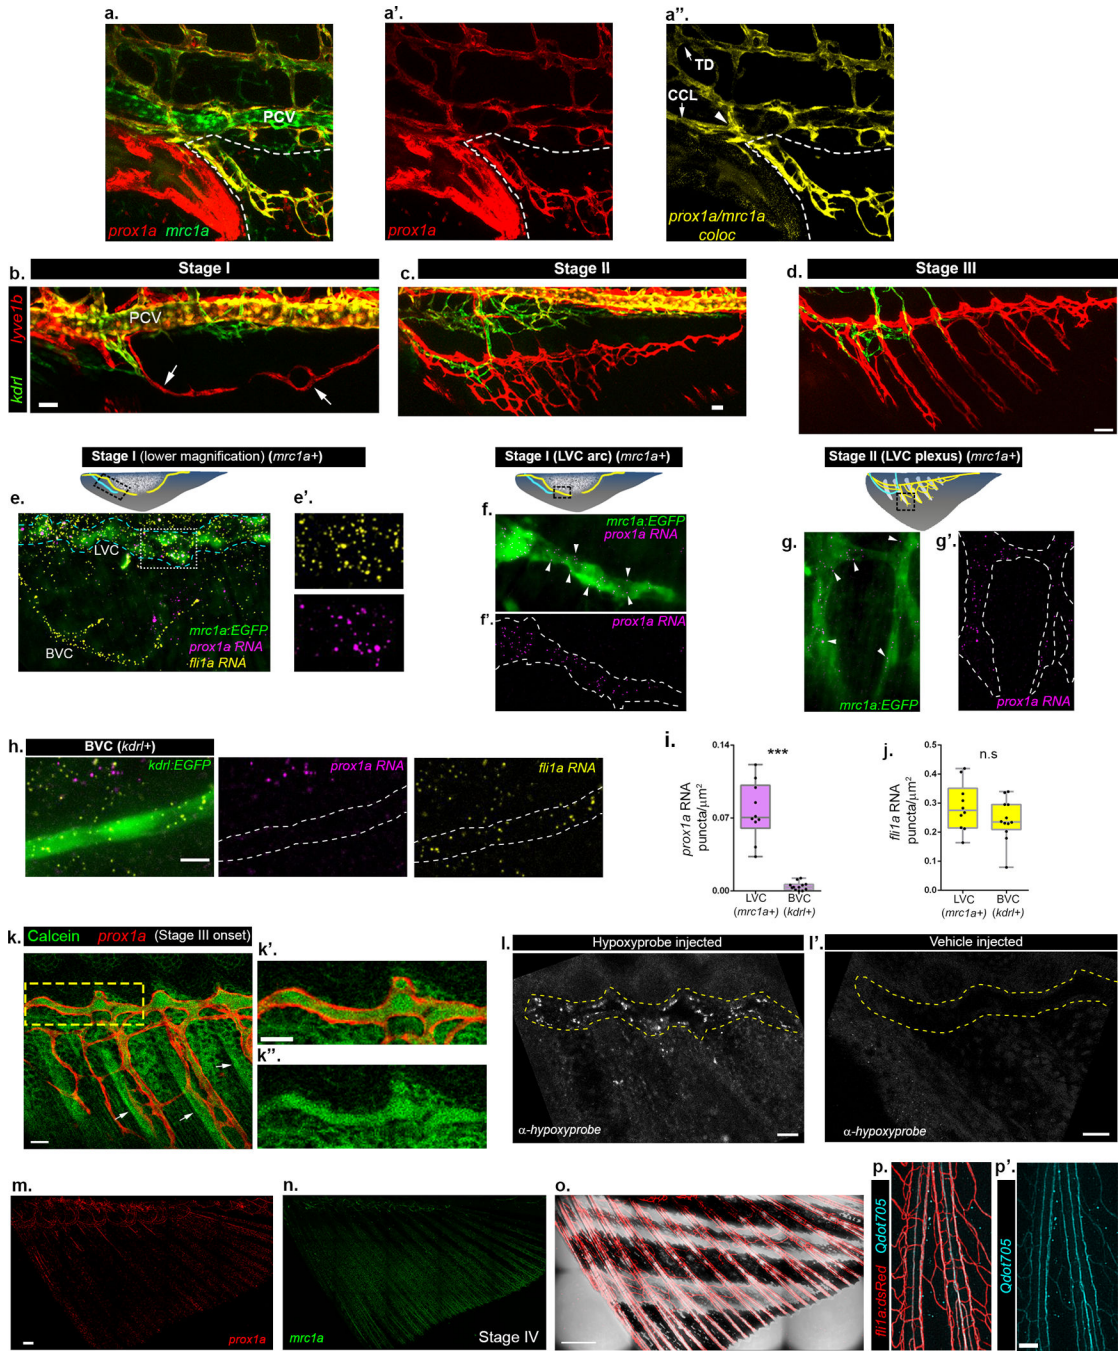 a.
a'.
a".
PCV
prox1a mrc1a
prox1a
TD
CCL
prox1a/mrc1a
coloc
b.
Stage I
c.
Stage II
d.
Stage III
kdrl lyve1b
PCV
Stage I (lower magnification) (mrc1a+)
Stage I (LVC arc) (mrc1a+)
Stage II (LVC plexus) (mrc1a+)
e.
LVC
BVC
mrc1a:EGFP
prox1a RNA
fli1a RNA
e'.
f.
mrc1a:EGFP
prox1a RNA
f'.
prox1a RNA
g.
mrc1a:EGFP
g'.
prox1a RNA
h.
BVC (kdrl+)
kdrl:EGFP
prox1a RNA
fli1a RNA
i.
prox1a RNA
puncta/μm²
0.14
0.07
0.00
***
LVC
(mrc1a+)
BVC
(kdrl+)
j.
fli1a RNA
puncta/μm²
0.5
0.4
0.3
0.2
0.1
0.0
n.s
LVC
(mrc1a+)
BVC
(kdrl+)
k.
Calcein prox1a (Stage III onset)
k'.
k".
l.
Hypoxyprobe injected
α-hypoxyprobe
l'.
Vehicle injected
α-hypoxyprobe
m.
prox1a
n.
mrc1a
Stage IV
o.
p.
fli1a:dsRed Qdot705
p'.
Qdot705